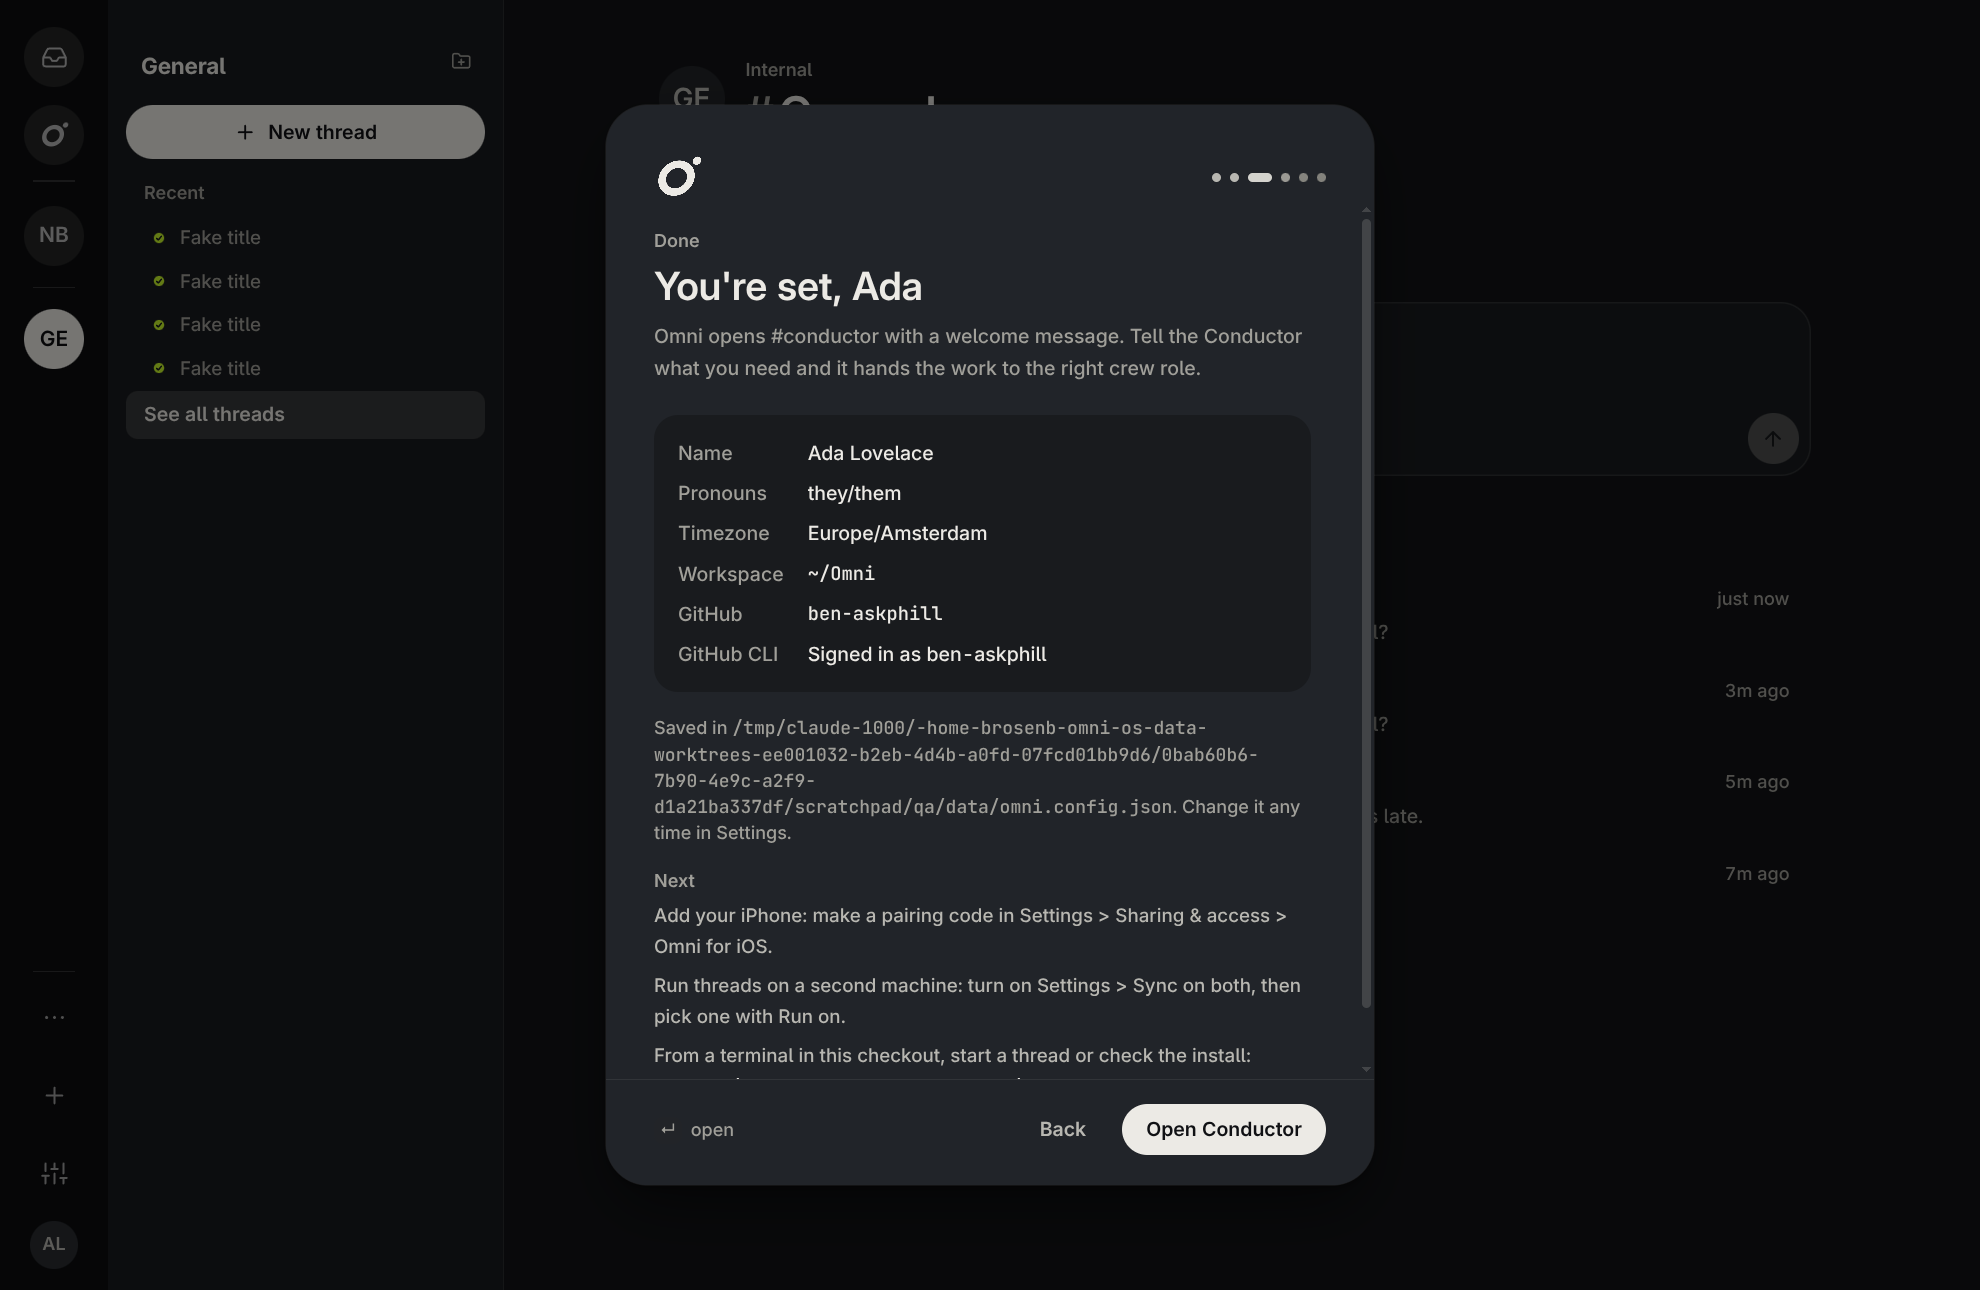 General
New thread
Recent
Fake title
Fake title
Fake title
Fake title
See all threads
NB
GE
AL
Internal
GE
Done
You're set, Ada
Omni opens #conductor with a welcome message. Tell the Conductor
what you need and it hands the work to the right crew role.
Name Ada Lovelace
Pronouns they/them
Timezone Europe/Amsterdam
Workspace ~/Omni
GitHub ben-askphill
GitHub CLI Signed in as ben-askphill
Saved in /tmp/claude-1000/-home-brosenb-omni-os-data-
worktrees-ee001032-b2eb-4d4b-a0fd-07fcd01bb9d6/0bab60b6-
7b90-4e9c-a2f9-
d1a21ba337df/scratchpad/qa/data/omni.config.json. Change it any
time in Settings.
Next
Add your iPhone: make a pairing code in Settings > Sharing & access >
Omni for iOS.
Run threads on a second machine: turn on Settings > Sync on both, then
pick one with Run on.
From a terminal in this checkout, start a thread or check the install:
open
Back
Open Conductor
just now
3m ago
5m ago
late.
7m ago